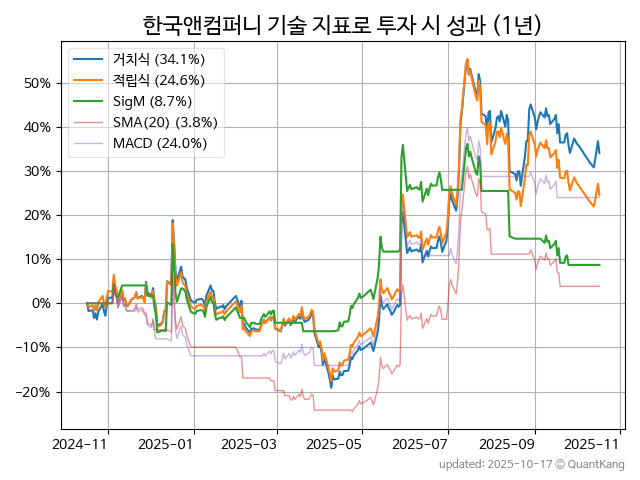 한국앤컴퍼니 기술 지표로 투자 시 성과 (1년)
거치식 (34.1%)
적립식 (24.6%)
SigM (8.7%)
SMA(20) (3.8%)
MACD (24.0%)
50%
40%
30%
20%
10%
0%
−10%
−20%
2024-11
2025-01
2025-03
2025-05
2025-07
2025-09
2025-11
updated: 2025-10-17 © QuantKang